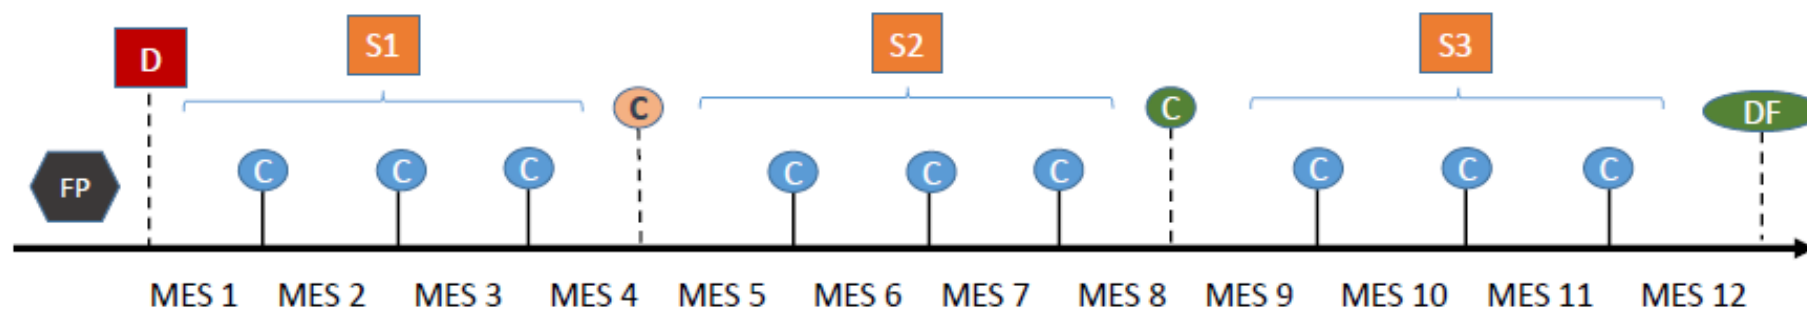 D S1 S2 S3
C C DF
FP C C C C C C C C C
MES 1 MES 2 MES 3 MES 4 MES 5 MES 6 MES 7 MES 8 MES 9 MES 10 MES 11 MES 12